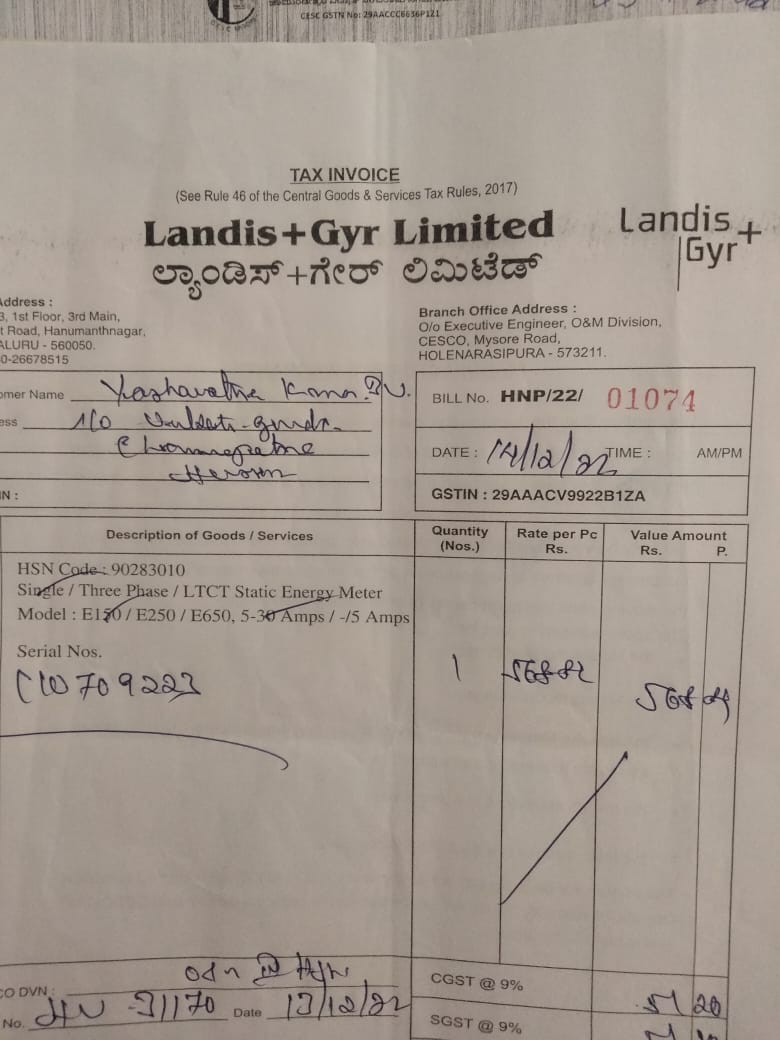 CESC GSTN No: 29AACCC6636P1Z1
TAX INVOICE
(See Rule 46 of the Central Goods & Services Tax Rules, 2017)
Landis+Gyr Limited
ಲ್ಯಾಂಡಿಸ್+ಗೇರ್ ಲಿಮಿಟೆಡ್
Landis
Gyr+
Address :
3, 1st Floor, 3rd Main,
t Road, Hanumanthnagar,
ALURU - 560050.
0-26678515
Branch Office Address :
O/o Executive Engineer, O&M Division,
CESCO, Mysore Road,
HOLENARASIPURA - 573211.
omer Name
ess
N :
BILL No. HNP/22/ 01074
DATE : 14/12/22 TIME : AM/PM
GSTIN : 29AAACV9922B1ZA
Description of Goods / Services
Quantity (Nos.)
Rate per Pc Rs.
Value Amount Rs. P.
HSN Code : 90283010
Single / Three Phase / LTCT Static Energy Meter
Model : E150 / E250 / E650, 5-30 Amps / -/5 Amps
Serial Nos.
709223 1
CO DVN :
No. Date 13/12/22
CGST @ 9% 51 20
SGST @ 9%